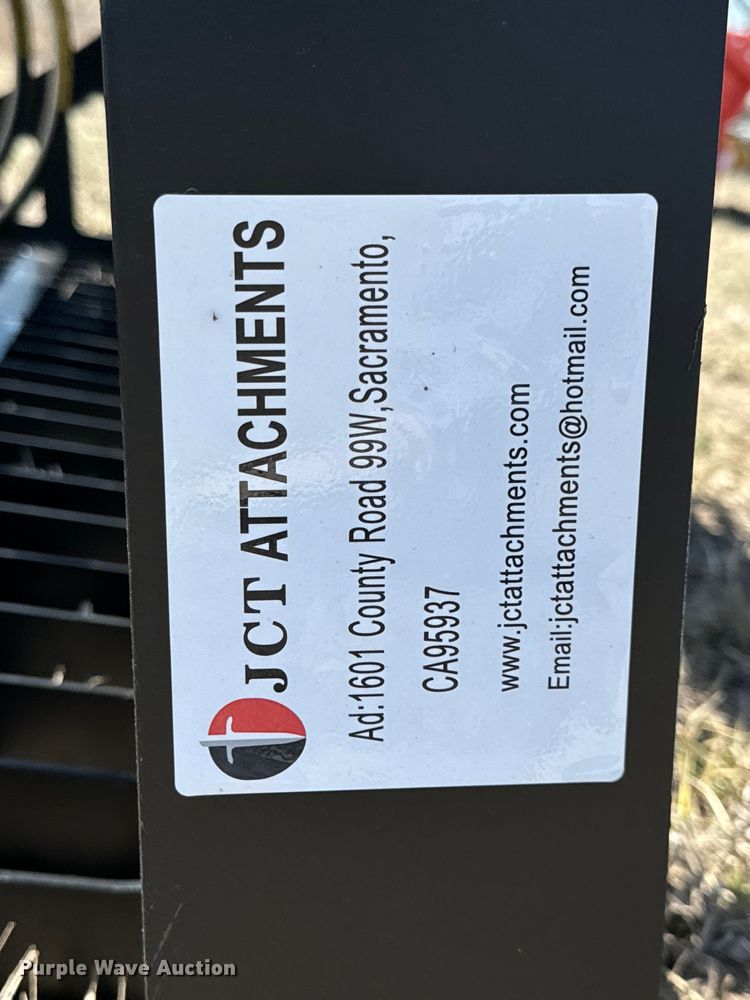 JCT ATTACHMENTS
Ad:1601 County Road 99W,Sacramento,
CA95937
www.jctattachments.com
Email:jctattachments@hotmail.com
Purple Wave Auction